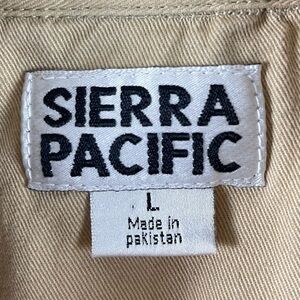 SIERRA
PACIFIC
L
Made in
pakistan